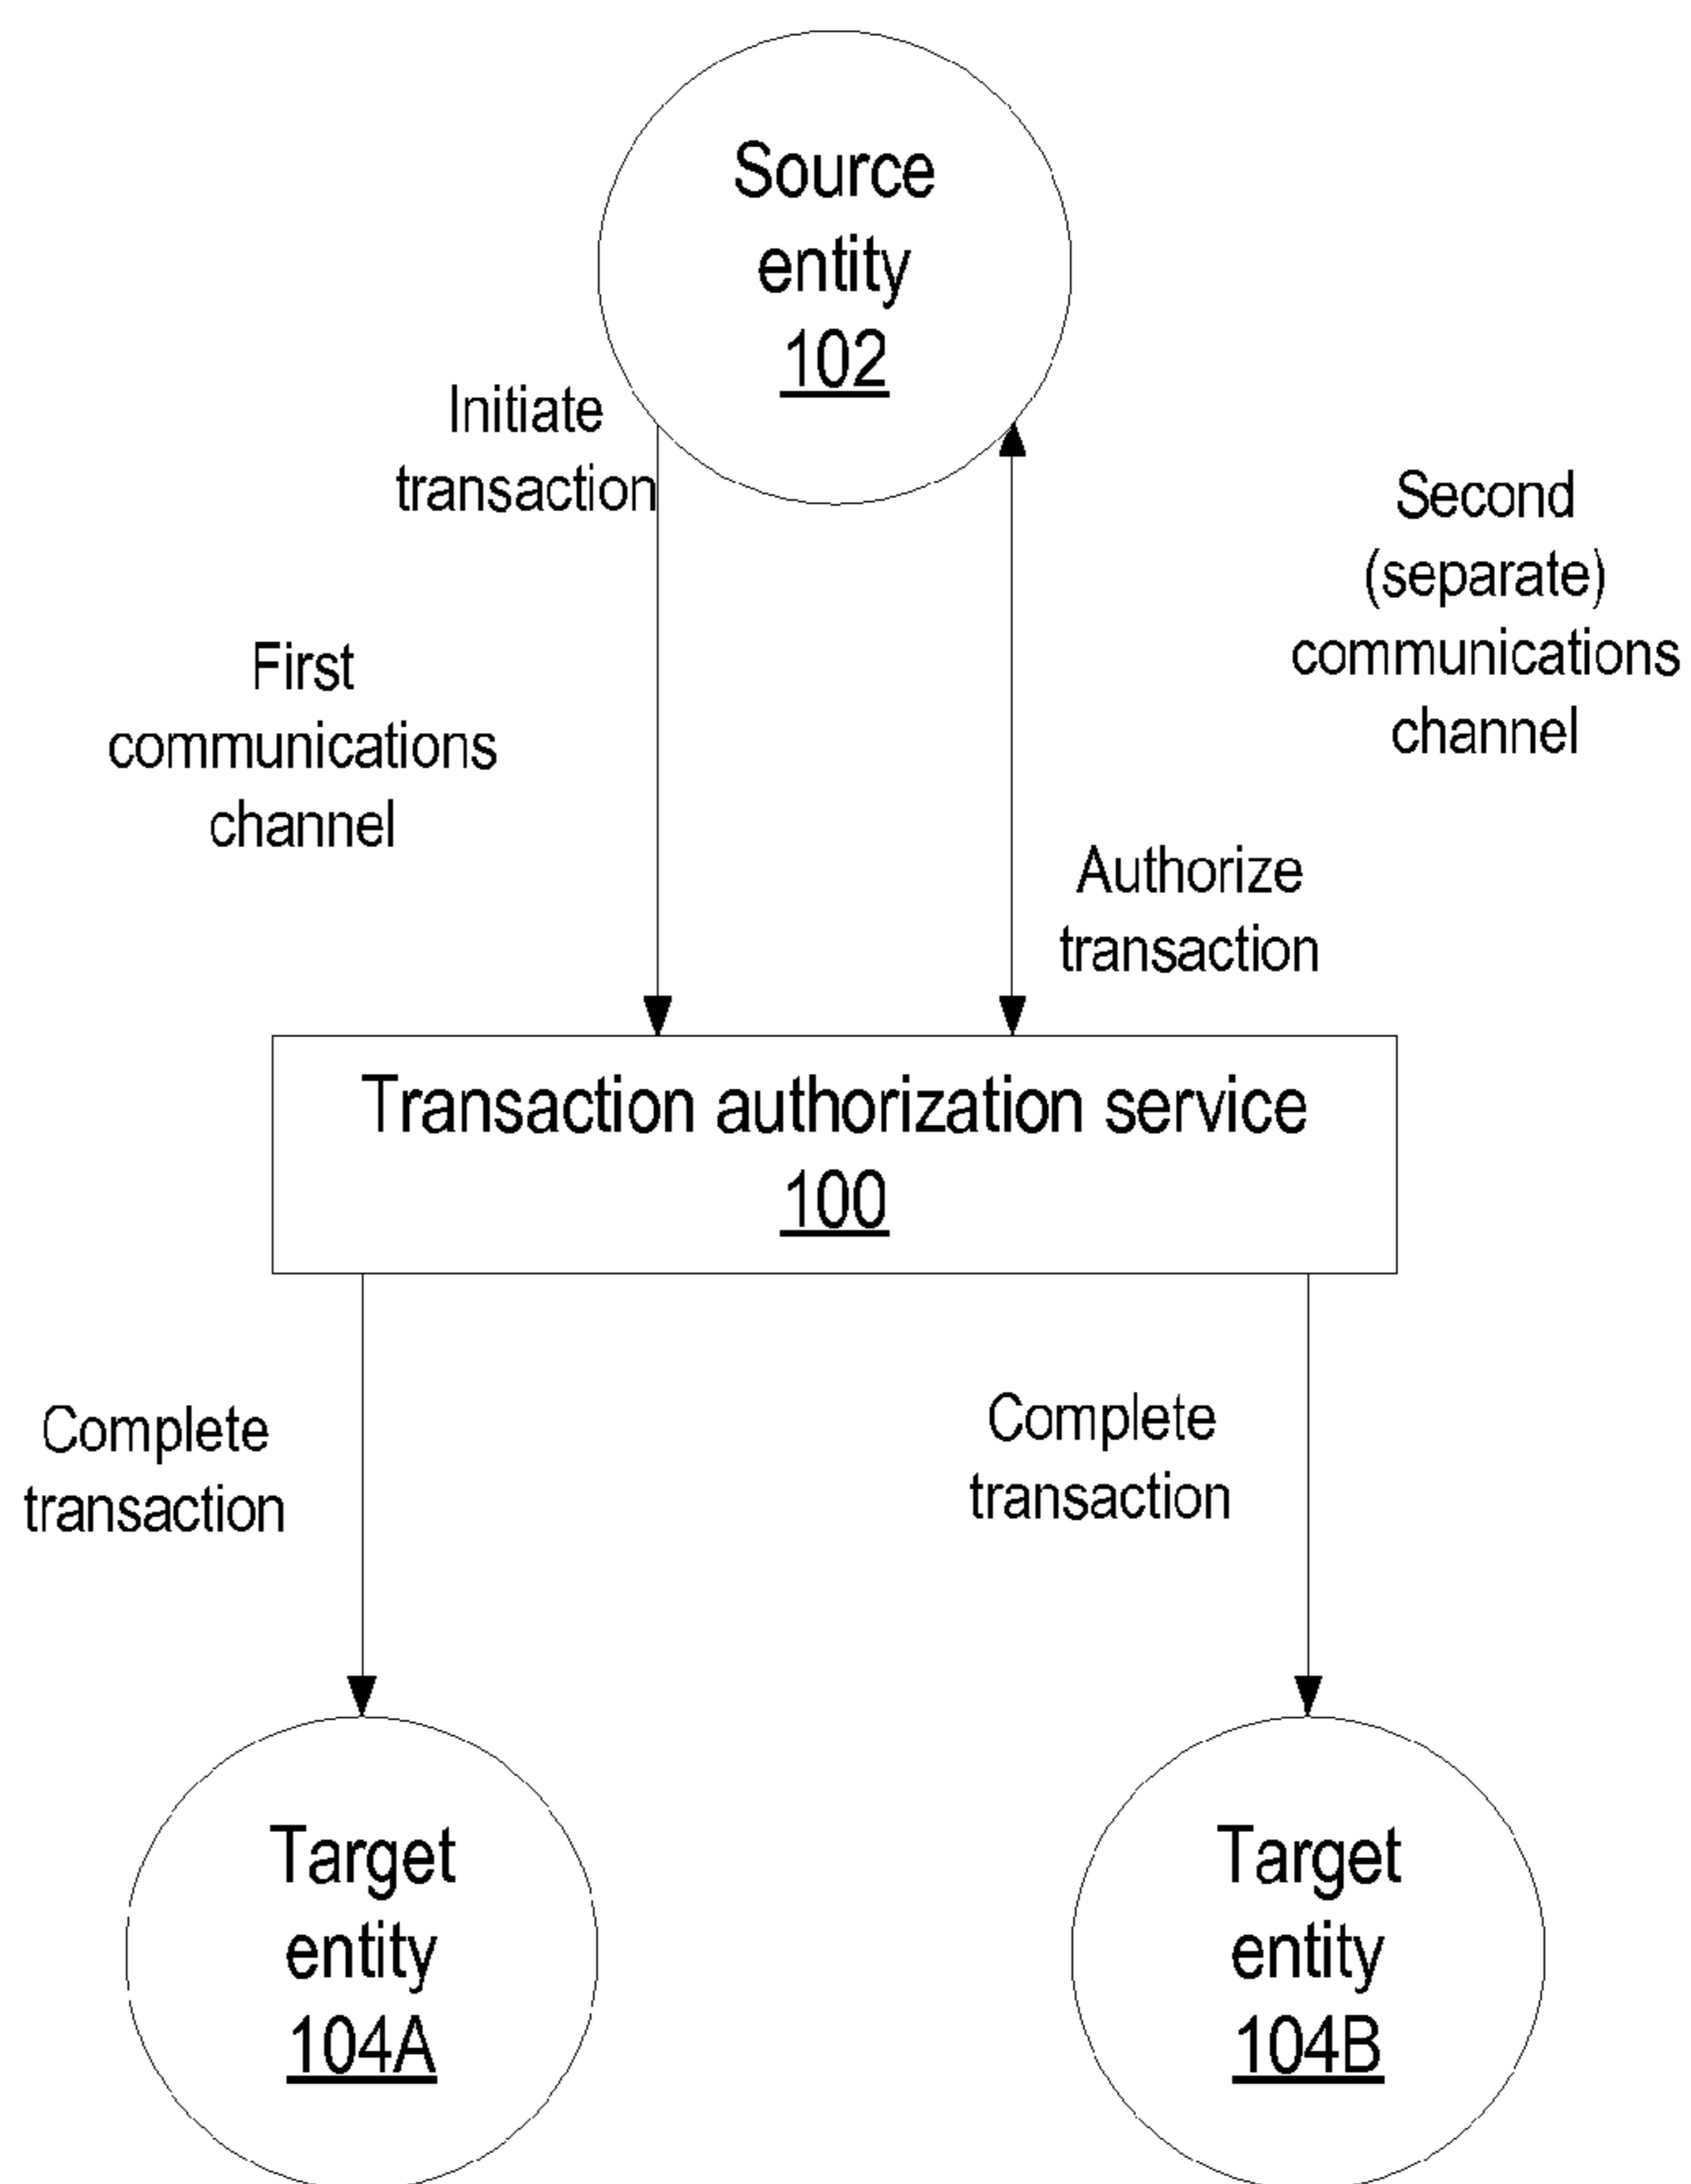 Source
entity
102
Initiate
transaction
First
communications
channel
Second
(separate)
communications
channel
Authorize
transaction
Transaction authorization service
100
Complete
transaction
Complete
transaction
Target
entity
104A
Target
entity
104B